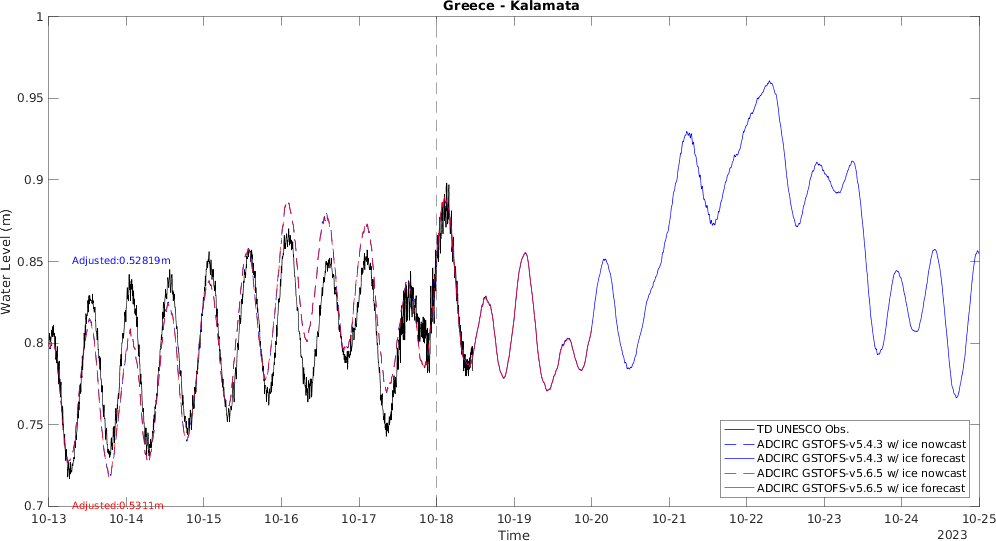 Greece - Kalamata
Water Level (m)
1
0.95
0.9
0.85
0.8
0.75
0.7
Adjusted:0.52819m
Adjusted:0.5311m
TD UNESCO Obs.
ADCIRC GSTOFS-v5.4.3 w/ ice nowcast
ADCIRC GSTOFS-v5.4.3 w/ ice forecast
ADCIRC GSTOFS-v5.6.5 w/ ice nowcast
ADCIRC GSTOFS-v5.6.5 w/ ice forecast
10-13 10-14 10-15 10-16 10-17 10-18 10-19 10-20 10-21 10-22 10-23 10-24 10-25
Time
2023